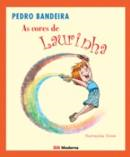 PEDRO BANDEIRA
As cores de
Laurinha
Moderna